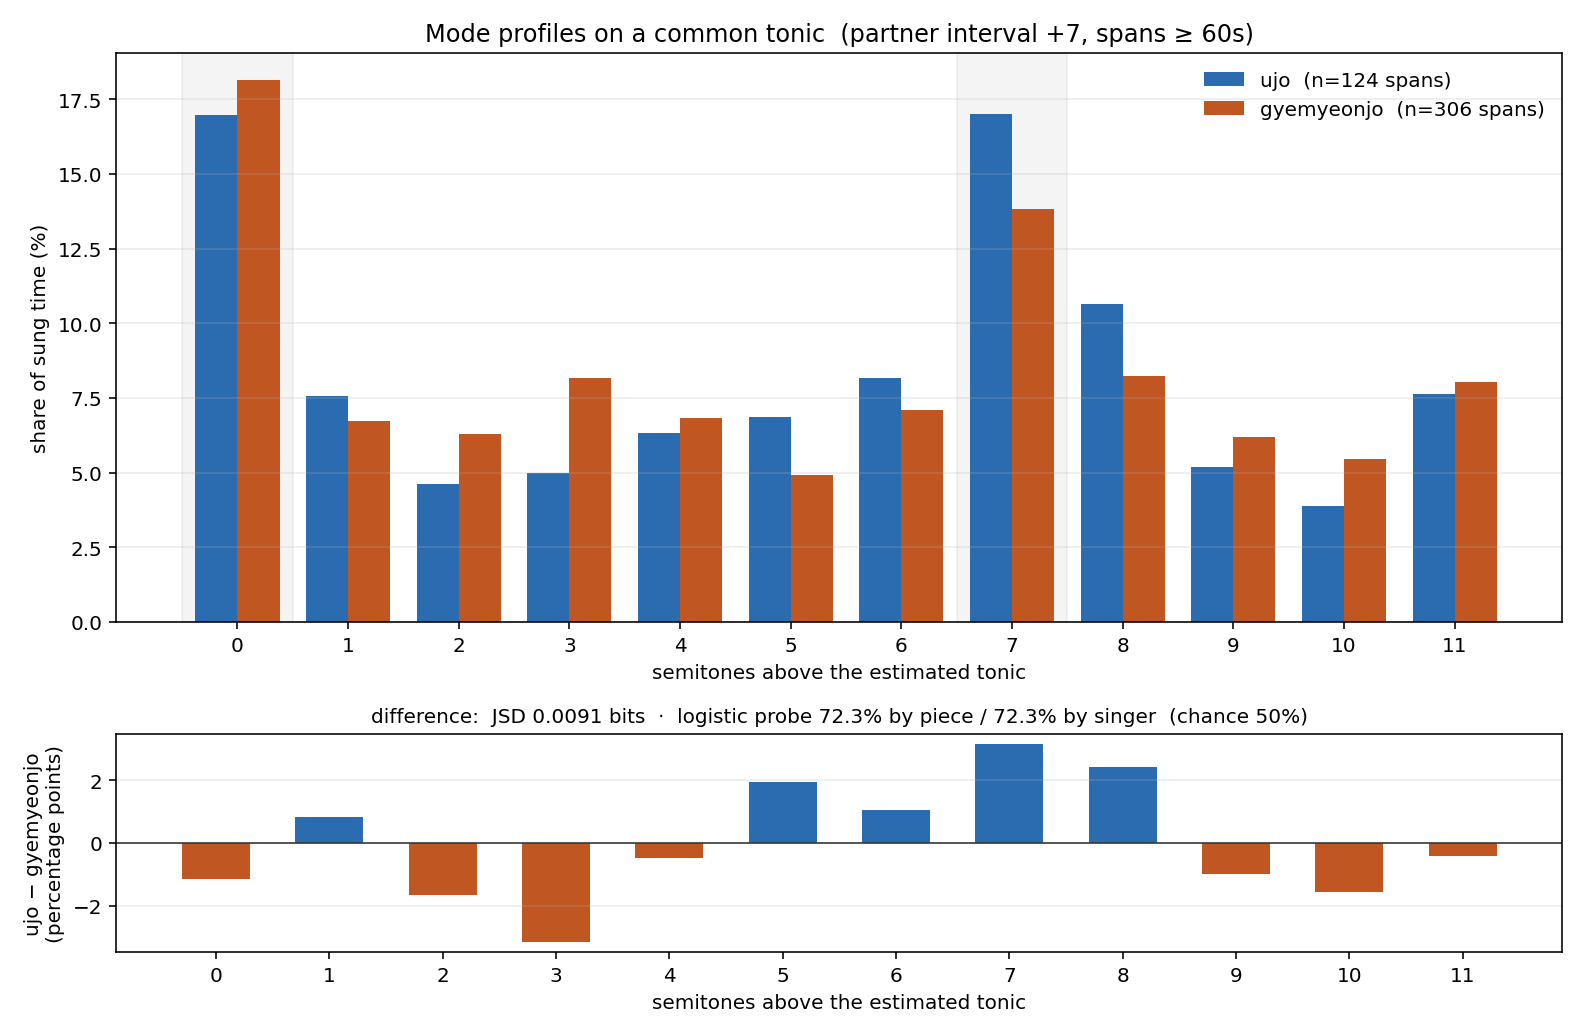 Mode profiles on a common tonic  (partner interval +7, spans ≥ 60s)
share of sung time (%)
17.5
15.0
12.5
10.0
7.5
5.0
2.5
0.0
ujo  (n=124 spans)
gyemyeonjo  (n=306 spans)
0 1 2 3 4 5 6 7 8 9 10 11
semitones above the estimated tonic
difference:  JSD 0.0091 bits  ·  logistic probe 72.3% by piece / 72.3% by singer  (chance 50%)
ujo − gyemyeonjo
(percentage points)
2
0
−2
0 1 2 3 4 5 6 7 8 9 10 11
semitones above the estimated tonic